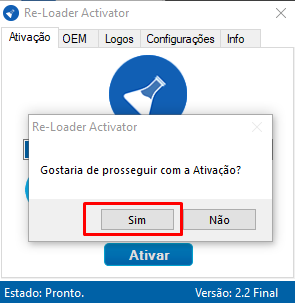 Re-Loader Activator
Ativação OEM Logos Configurações Info
Re-Loader Activator
Gostaria de prosseguir com a Ativação?
Sim Não
Ativar
Estado: Pronto. Versão: 2.2 Final